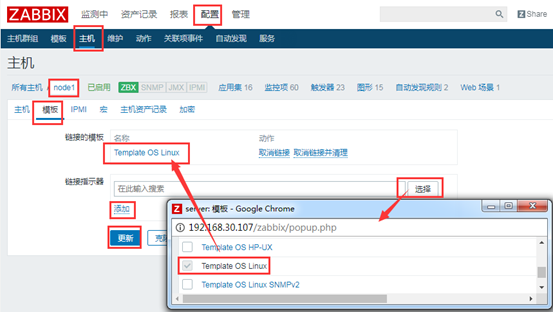 ZABBIX 监测中 资产记录 报表 配置 管理 Z Share
主机群组 模板 主机 维护 动作 关联项事件 自动发现 服务
主机
所有主机 / node1 已启用 ZBX SNMP JMX IPMI 应用集 16 监控项 60 触发器 23 图形 15 自动发现规则 2 Web 场景 1
主机 模板 IPMI 宏 主机资产记录 加密
链接的模板 名称 动作
Template OS Linux 取消链接 取消链接并清理
链接指示器 在此输入搜索 选择
添加
更新
Z server: 模板 - Google Chrome
192.168.30.107/zabbix/popup.php
Template OS HP-UX
Template OS Linux
Template OS Linux SNMPv2